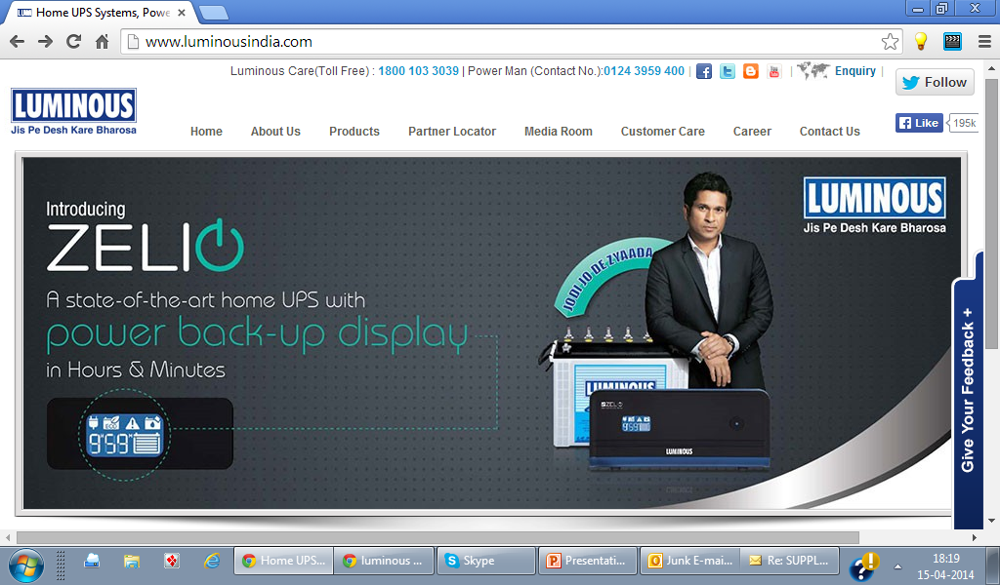 Home UPS Systems, Powe
www.luminousindia.com
Luminous Care(Toll Free) : 1800 103 3039 | Power Man (Contact No.):0124 3959 400 |
| Enquiry |
Follow
LUMINOUS
Jis Pe Desh Kare Bharosa
Home About Us Products Partner Locator Media Room Customer Care Career Contact Us
Like 195k
Introducing
ZELIO
A state-of-the-art home UPS with
power back-up display
in Hours & Minutes
ECO
9°59"
JODI JO DE ZYAADA
LUMINOUS
ZELIO
9°59"
LUMINOUS
LUMINOUS
Jis Pe Desh Kare Bharosa
Give Your Feedback +
Home UPS... luminous ... Skype Presentati... Junk E-mai... Re: SUPPL...
18:19
15-04-2014